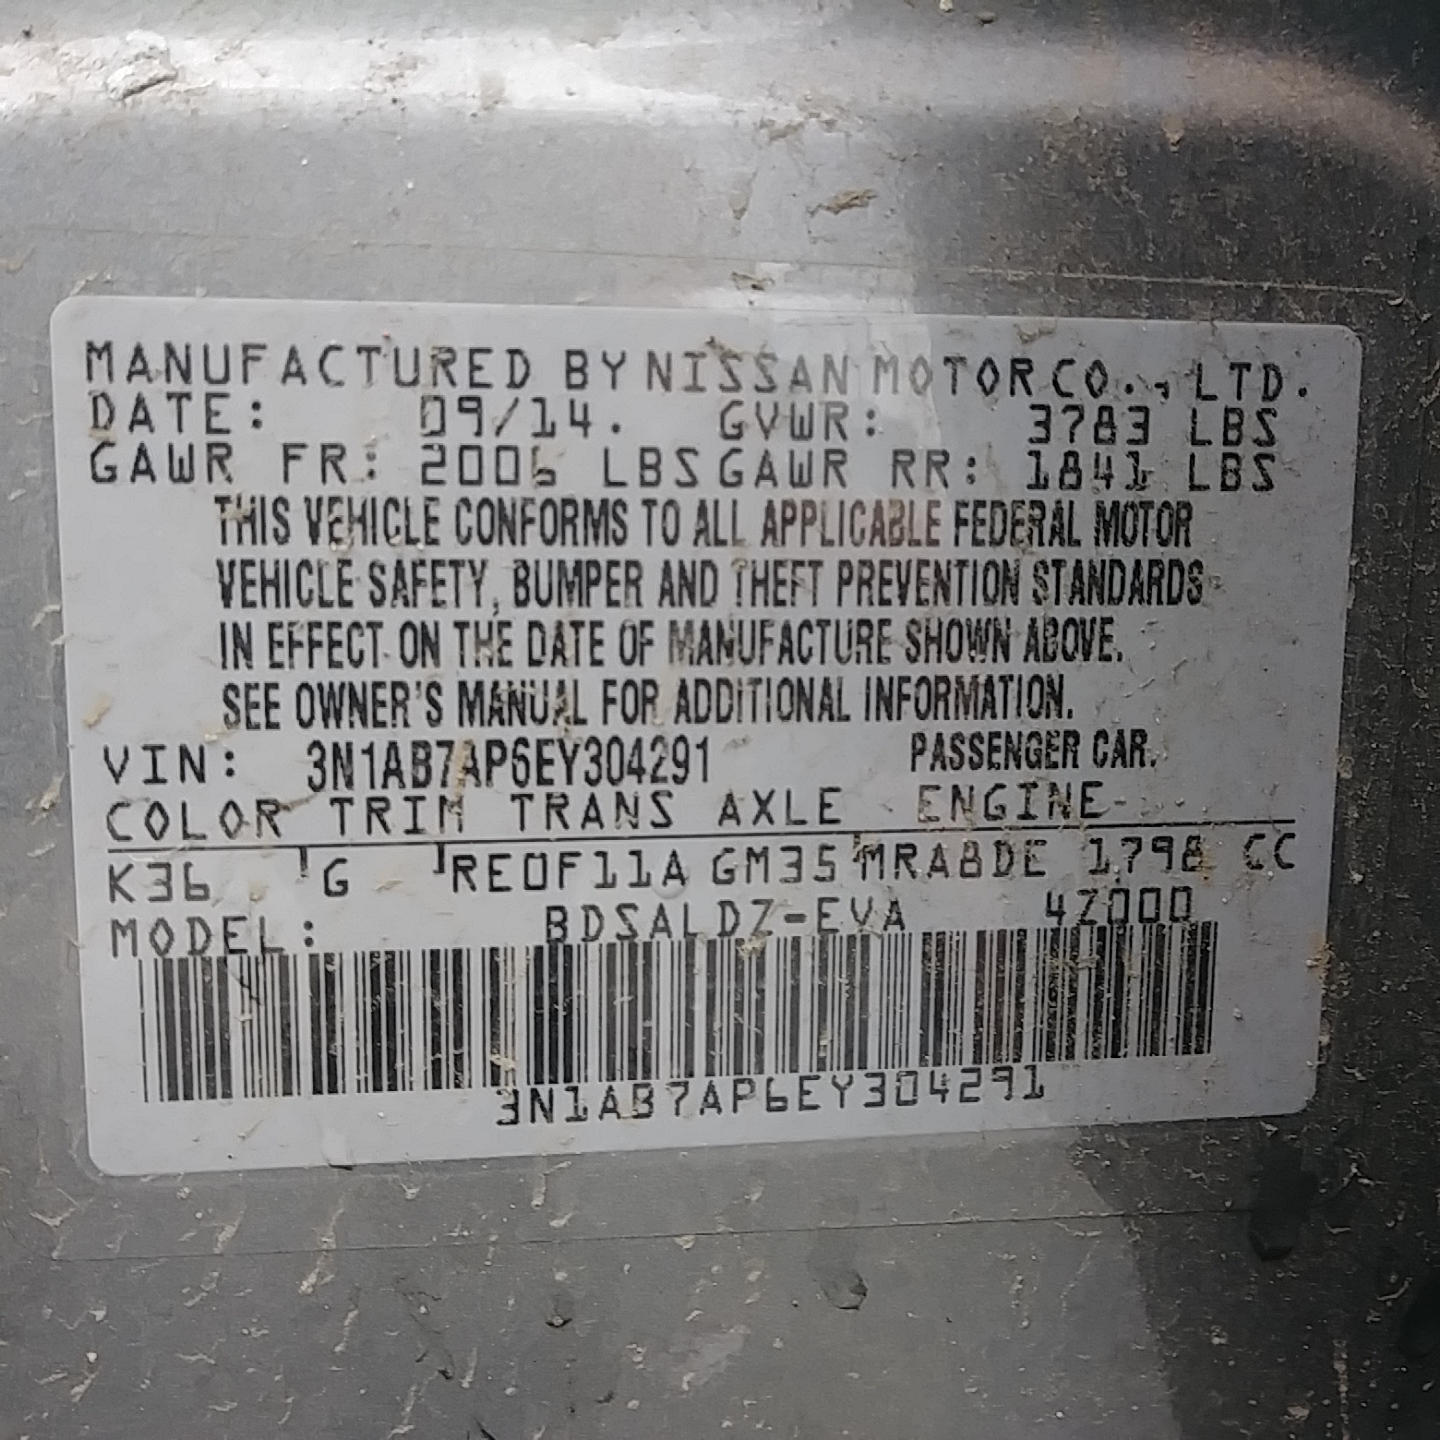 MANUFACTURED BY NISSAN MOTOR CO., LTD.
DATE: 09/14. GVWR: 3783 LBS
GAWR FR: 2006 LBS GAWR RR: 1841 LBS
THIS VEHICLE CONFORMS TO ALL APPLICABLE FEDERAL MOTOR
VEHICLE SAFETY, BUMPER AND THEFT PREVENTION STANDARDS
IN EFFECT ON THE DATE OF MANUFACTURE SHOWN ABOVE.
SEE OWNER'S MANUAL FOR ADDITIONAL INFORMATION.
VIN: 3N1AB7AP6EY304291 PASSENGER CAR.
COLOR TRIM TRANS AXLE ENGINE
K36 G RE0F11A GM35 MRA8DE 1798 CC
MODEL: BDSALDZ-EVA 4Z000
3N1AB7AP6EY304291